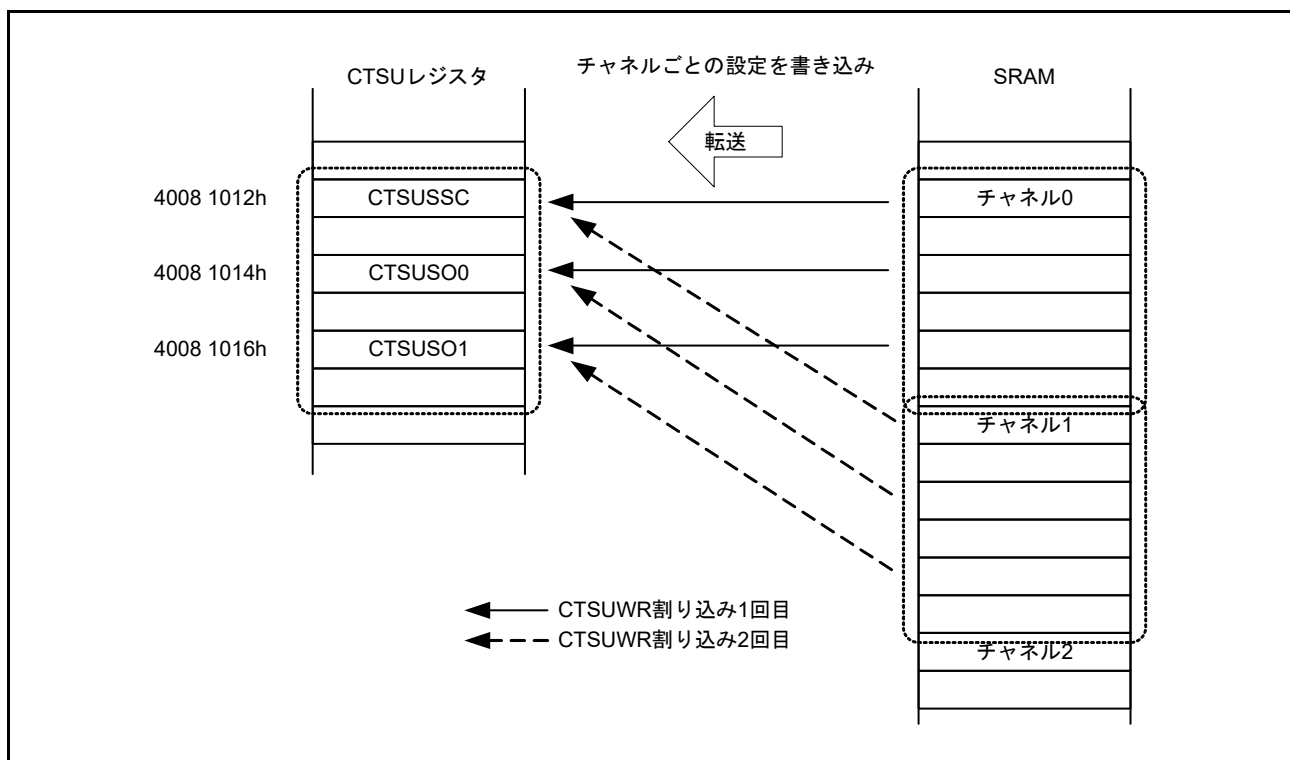 チャネルごとの設定を書き込み
CTSUレジスタ
SRAM
転送
4008 1012h
CTSUSSC
チャネル0
4008 1014h
CTSUSO0
4008 1016h
CTSUSO1
チャネル1
CTSUWR割り込み1回目
CTSUWR割り込み2回目
チャネル2